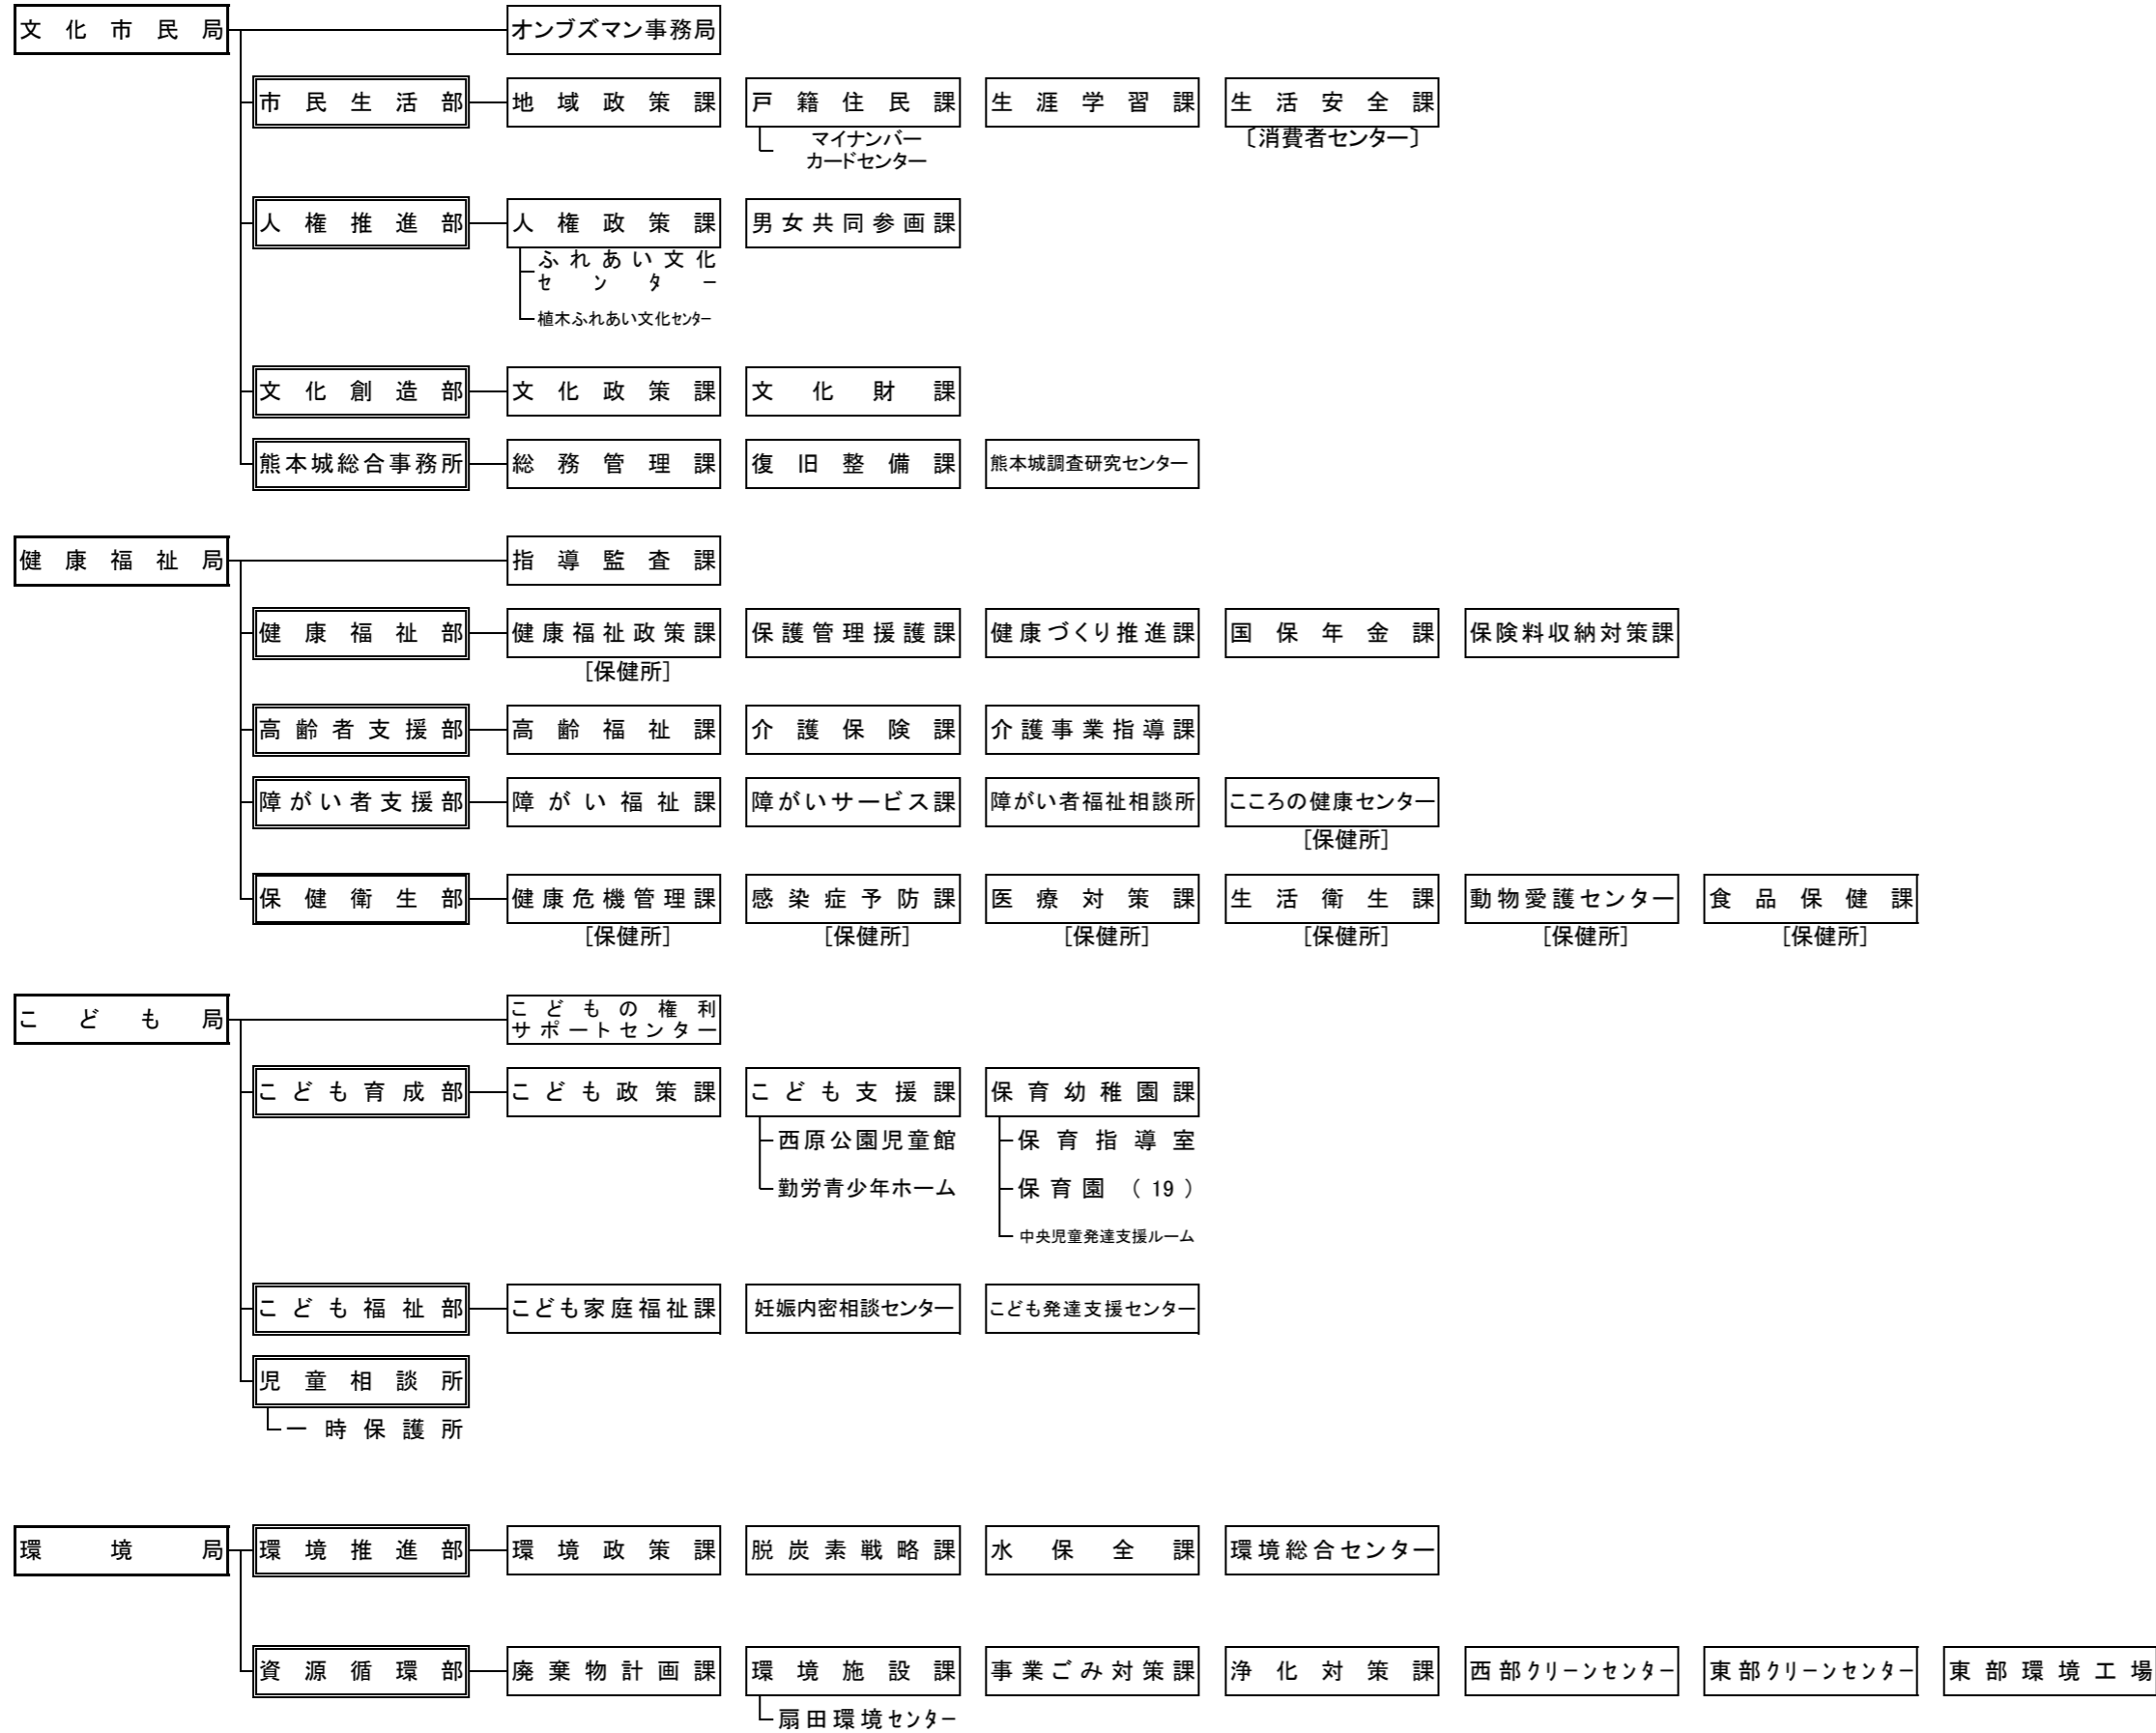 文化市民局 オンブズマン事務局
市民生活部 地域政策課 戸籍住民課 生涯学習課 生活安全課
マイナンバー 〔消費者センター〕
カードセンター
人権推進部 人権政策課 男女共同参画課
ふれあい文化
センター
植木ふれあい文化センター
文化創造部 文化政策課 文化財課
熊本城総合事務所 総務管理課 復旧整備課 熊本城調査研究センター
健康福祉局 指導監査課
健康福祉部 健康福祉政策課 保護管理援護課 健康づくり推進課 国保年金課 保険料収納対策課
[保健所]
高齢者支援部 高齢福祉課 介護保険課 介護事業指導課
障がい者支援部 障がい福祉課 障がいサービス課 障がい者福祉相談所 こころの健康センター
[保健所]
保健衛生部 健康危機管理課 感染症予防課 医療対策課 生活衛生課 動物愛護センター 食品保健課
[保健所] [保健所] [保健所] [保健所] [保健所] [保健所]
こども局 こどもの権利
サポートセンター
こども育成部 こども政策課 こども支援課 保育幼稚園課
西原公園児童館 保育指導室
勤労青少年ホーム 保育園（19）
中央児童発達支援ルーム
こども福祉部 こども家庭福祉課 妊娠内密相談センター こども発達支援センター
児童相談所
一時保護所
環境局 環境推進部 環境政策課 脱炭素戦略課 水保全課 環境総合センター
資源循環部 廃棄物計画課 環境施設課 事業ごみ対策課 浄化対策課 西部クリーンセンター 東部クリーンセンター 東部環境工場
扇田環境センター